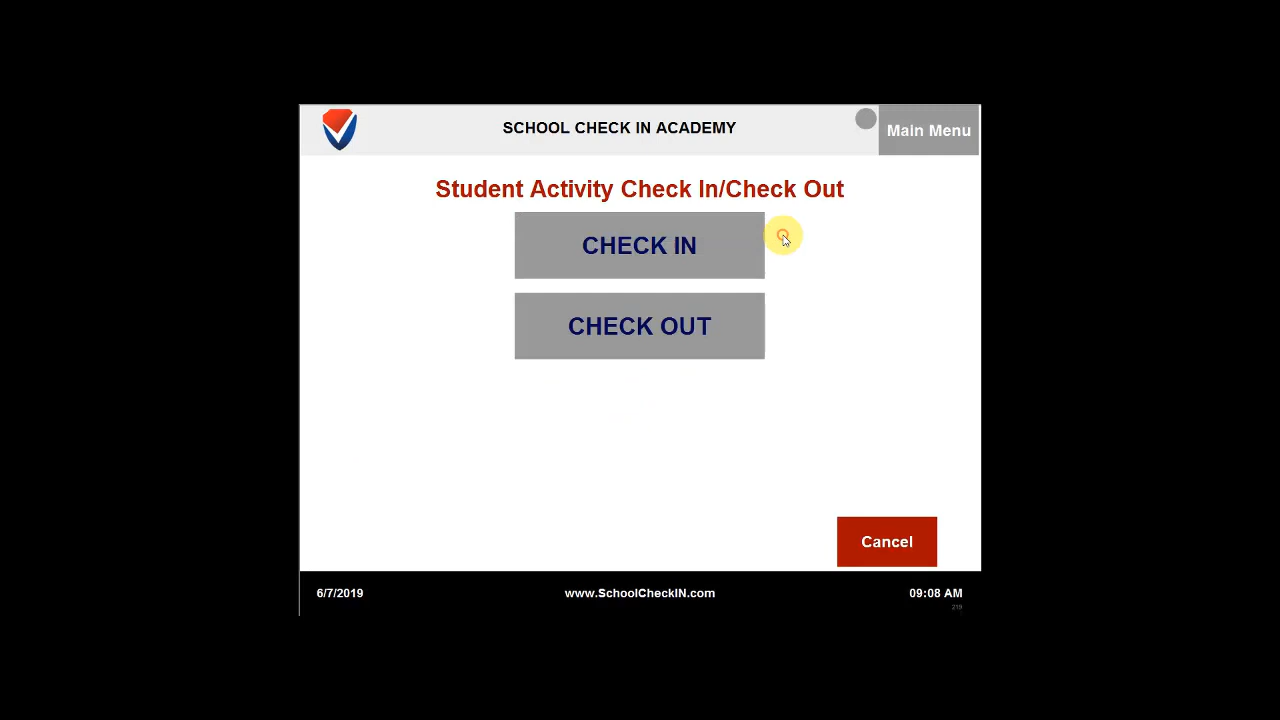 SCHOOL CHECK IN ACADEMY
Main Menu
Student Activity Check In/Check Out
CHECK IN
CHECK OUT
Cancel
6/7/2019
www.SchoolCheckIN.com
09:08 AM
219